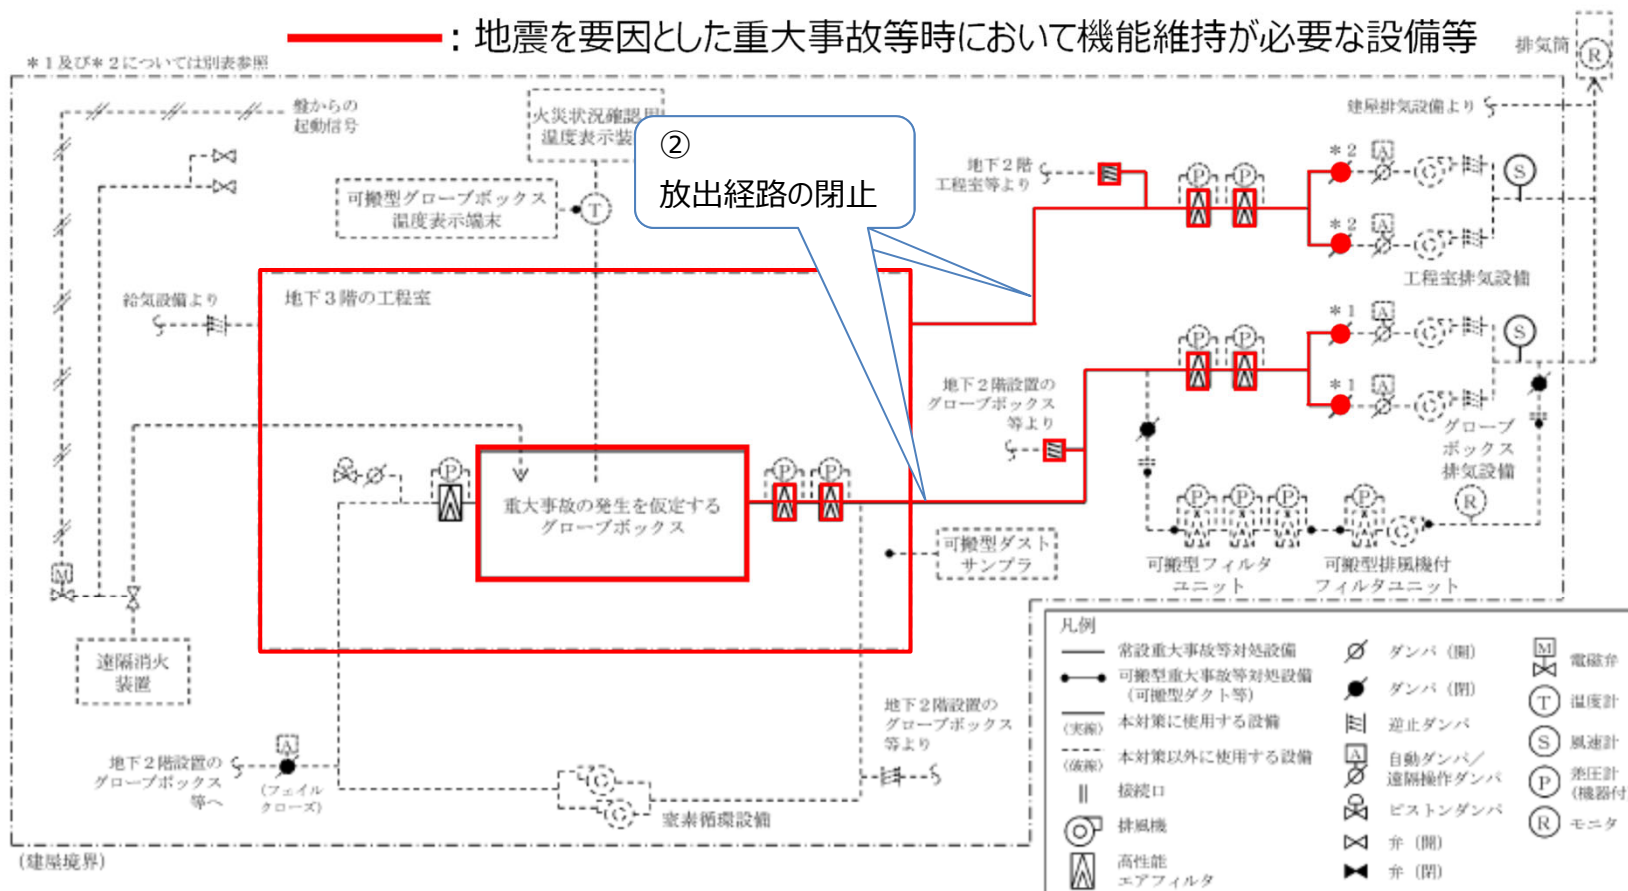 ：地震を要因とした重大事故等時において機能維持が必要な設備等
＊1及び＊2については別表参照
排気筒
R
盤からの
起動信号
火災状況確認用
温度表示装
②
放出経路の閉止
建屋排気設備より
地下2階
工程室等より
＊2
A
P
P
S
可搬型グローブボックス
温度表示端末
T
＊2
A
工程室排気設備
給気設備より
地下3階の工程室
＊1
A
P
P
S
地下2階設置の
グローブボックス
等より
＊1
A
グローブ
ボックス
排気設備
P
重大事故の発生を仮定する
グローブボックス
P
P
P
P
P
P
R
可搬型ダスト
サンプラ
可搬型フィルタ
ユニット
可搬型排風機付
フィルタユニット
M
遠隔消火
装置
地下2階設置の
グローブボックス
等へ
A
(フェイル
クローズ)
窒素循環設備
地下2階設置の
グローブボックス
等より
(建屋境界)
凡例
常設重大事故等対処設備
可搬型重大事故等対処設備
(可搬型ダクト等)
(実線)
本対策に使用する設備
(破線)
本対策以外に使用する設備
接続口
排風機
高性能
エアフィルタ
ダンパ (開)
ダンパ (閉)
逆止ダンパ
A
自動ダンパ／
遠隔操作ダンパ
ピストンダンパ
弁 (開)
弁 (閉)
M
電磁弁
T
温度計
S
風速計
P
差圧計
(機器付
R
モニタ